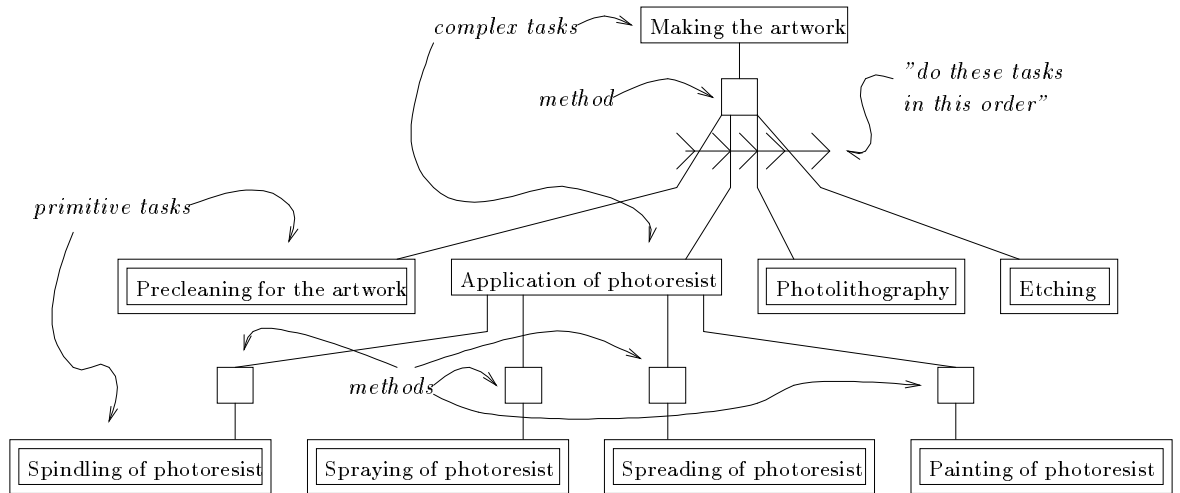 complex tasks
Making the artwork
method
"do these tasks
in this order"
primitive tasks
Precleaning for the artwork
Application of photoresist
Photolithography
Etching
methods
Spindling of photoresist
Spraying of photoresist
Spreading of photoresist
Painting of photoresist